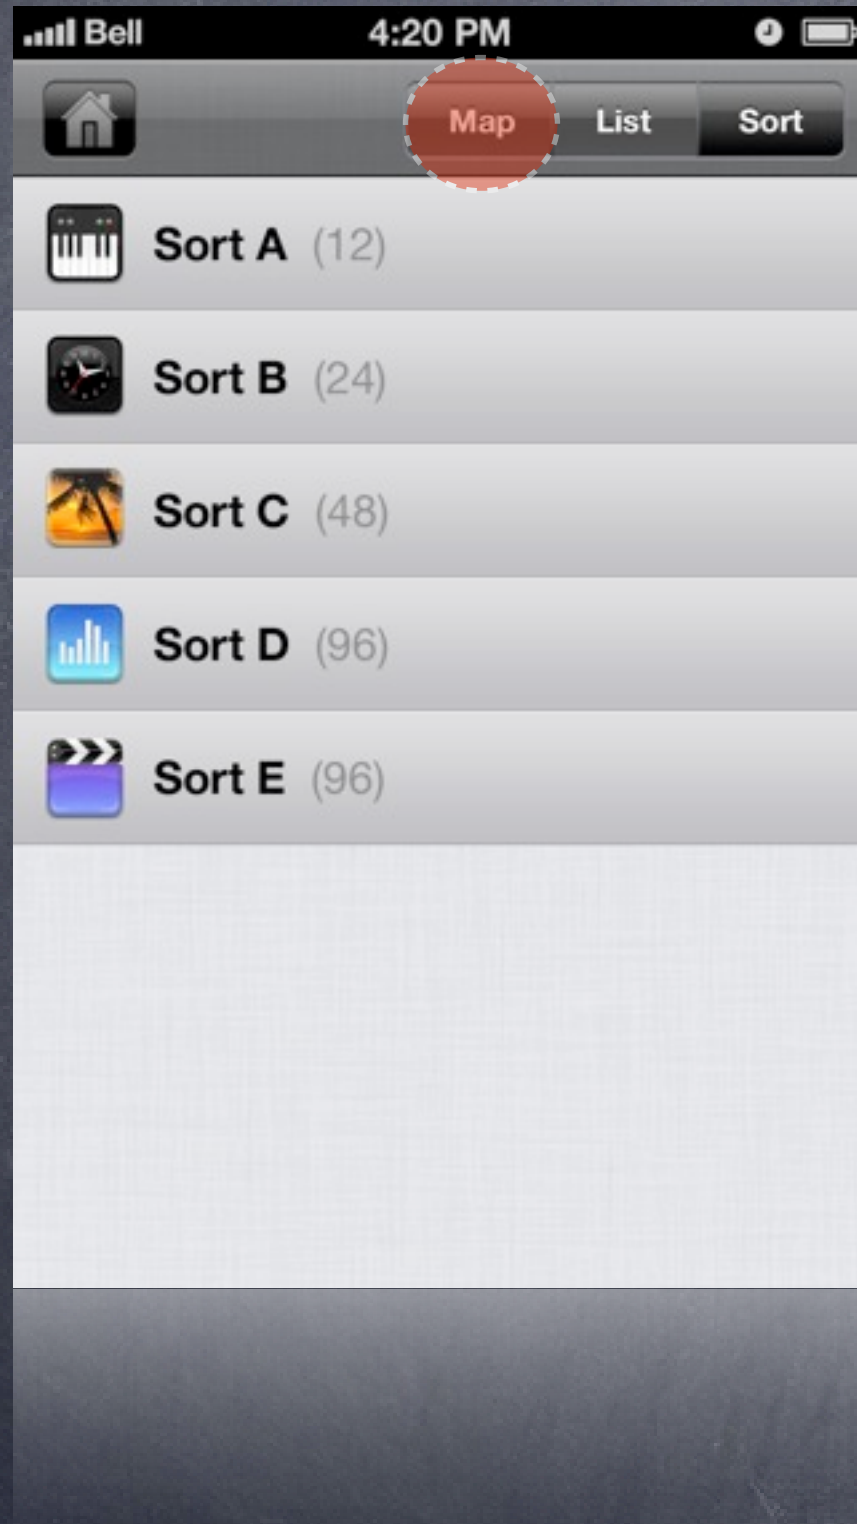 Bell 4:20 PM
Map List Sort
Sort A (12)
Sort B (24)
Sort C (48)
Sort D (96)
Sort E (96)